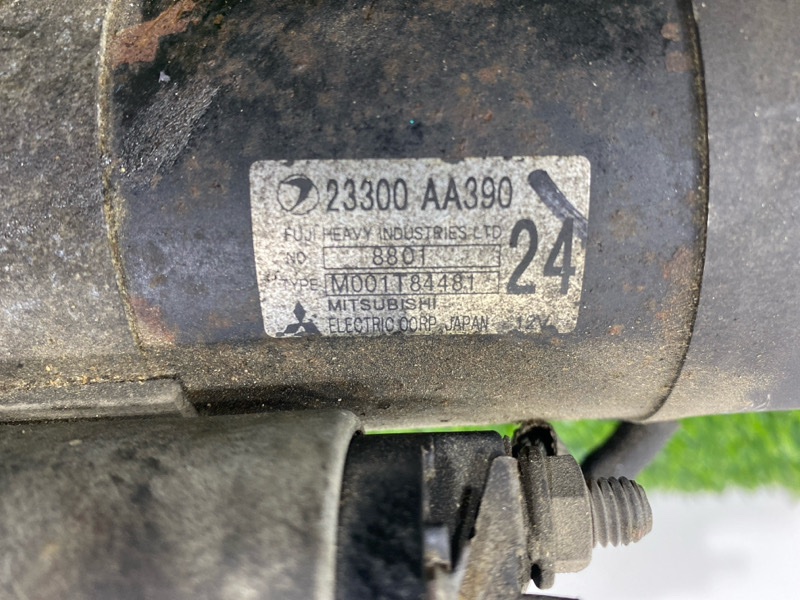 23300 AA390
FUJI HEAVY INDUSTRIES. LTD
NO. 8801
24
TYPE M001T84481
MITSUBISHI
ELECTRIC CORP. JAPAN 12V